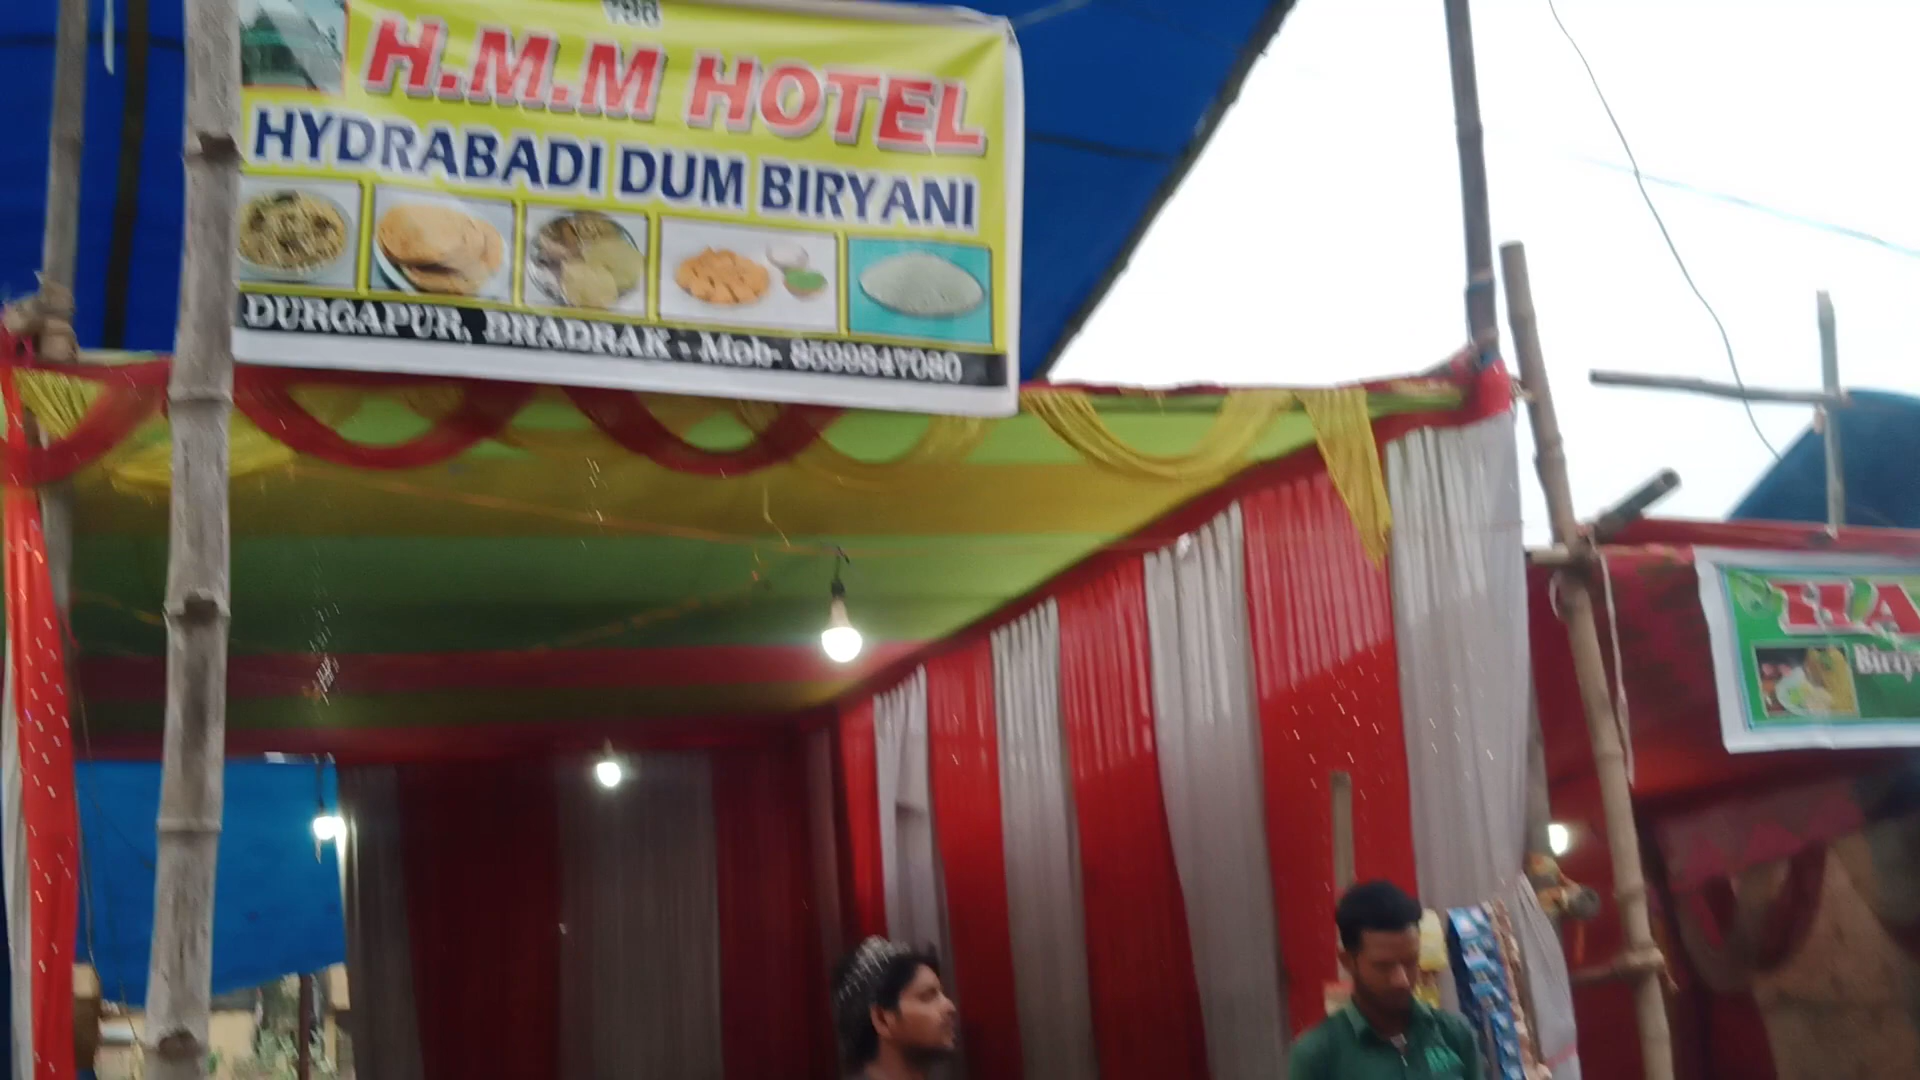 H.M.M HOTEL
HYDRABADI DUM BIRYANI
DURGAPUR, BHADRAK - Mob- 8599847080